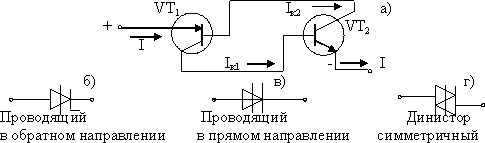 VT1
Iк2
а)
VT2
+
I
Iк1
-
I
б)
в)
г)
Проводящий
в обратном направлении
Проводящий
в прямом направлении
Динистор
симметричный